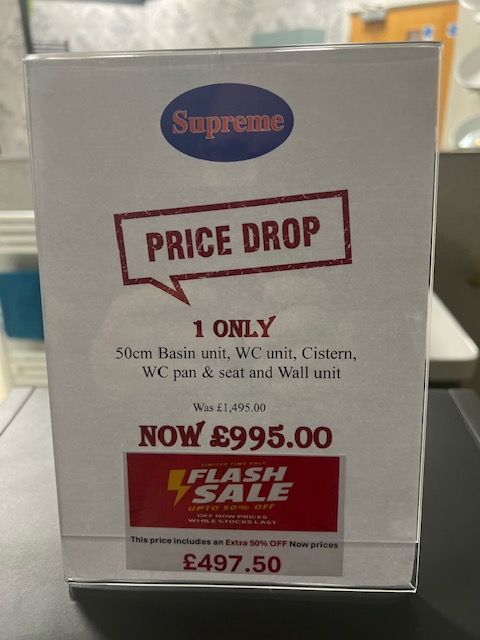 Supreme
PRICE DROP
1 ONLY
50cm Basin unit, WC unit, Cistern,
WC pan & seat and Wall unit
Was £1,495.00
NOW £995.00
LIMITED TIME ONLY
FLASH
SALE
UPTO 50% OFF
OFF NOW PRICES
WHILE STOCKS LAST
This price includes an Extra 50% OFF Now prices
£497.50